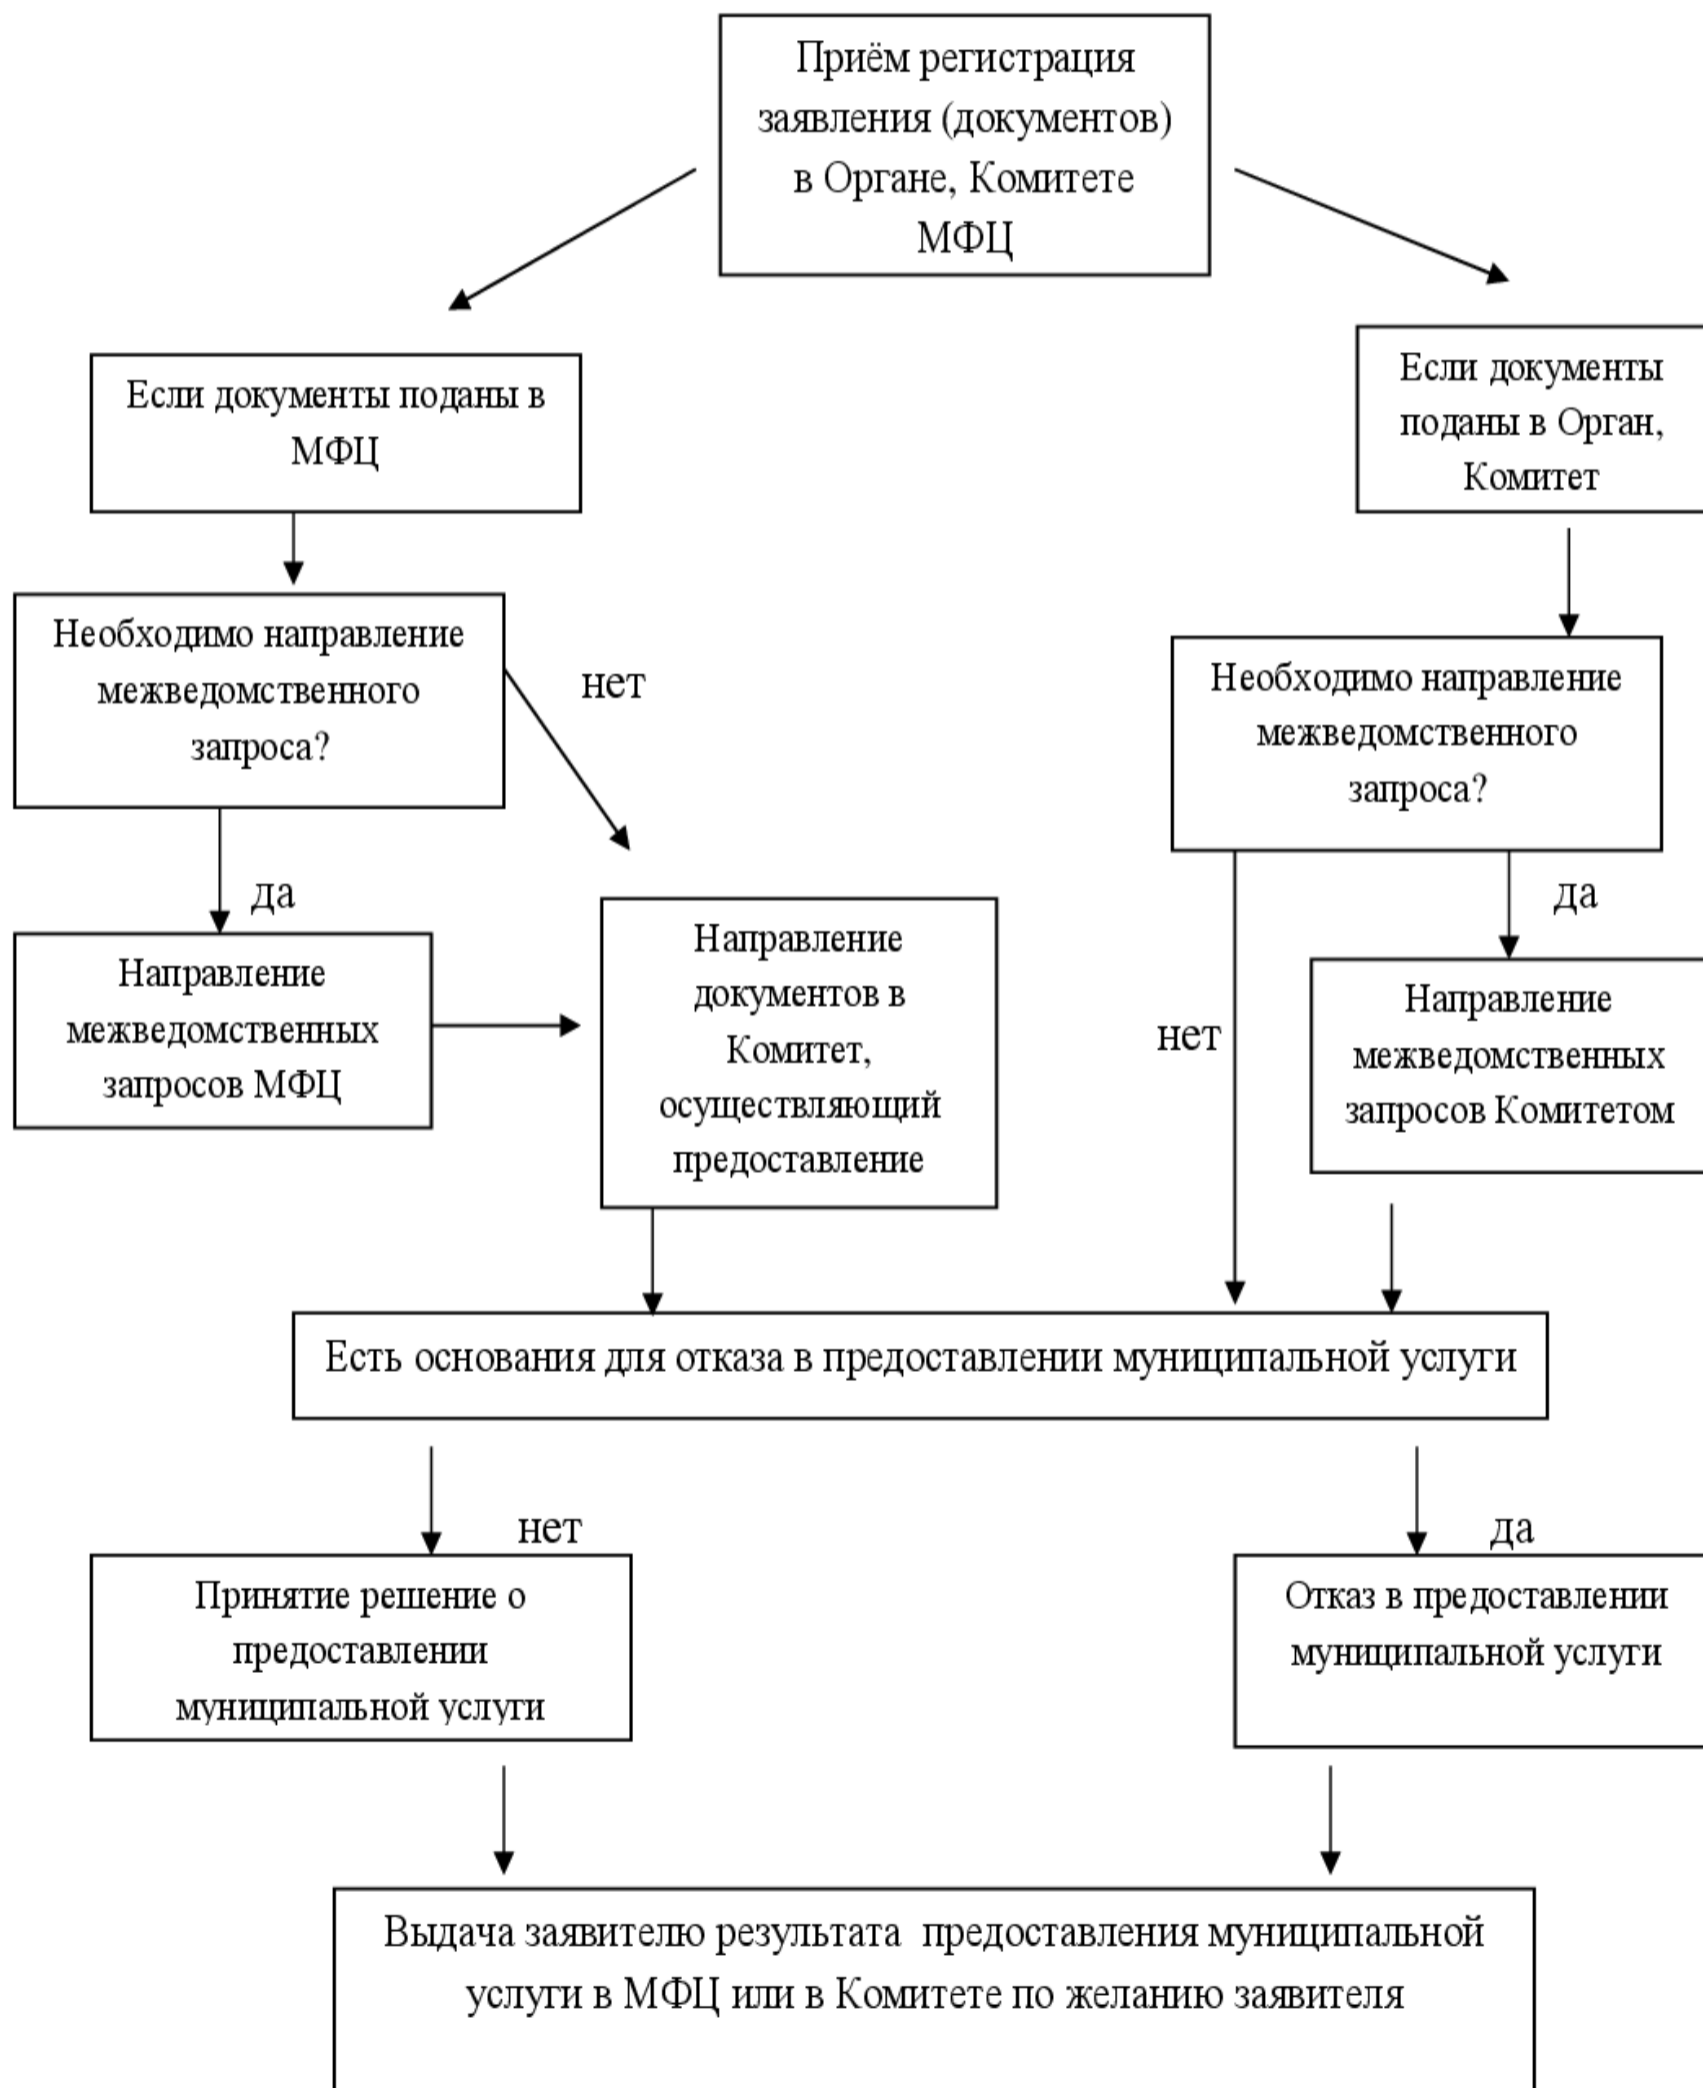 Приём регистрация
заявления (документов)
в Органе, Комитете
МФЦ
Если документы поданы в
МФЦ
Если документы
поданы в Орган,
Комитет
Необходимо направление
межведомственного
запроса?
нет
Необходимо направление
межведомственного
запроса?
да
да
Направление
межведомственных
запросов МФЦ
Направление
документов в
Комитет,
осуществляющий
предоставление
нет
Направление
межведомственных
запросов Комитетом
Есть основания для отказа в предоставлении муниципальной услуги
нет
да
Принятие решение о
предоставлении
муниципальной услуги
Отказ в предоставлении
муниципальной услуги
Выдача заявителю результата предоставления муниципальной
услуги в МФЦ или в Комитете по желанию заявителя